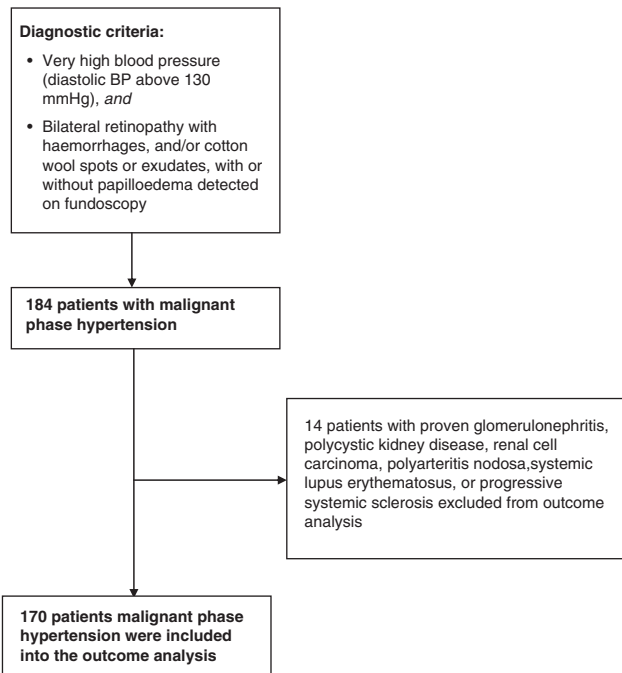 Diagnostic criteria:
• Very high blood pressure
(diastolic BP above 130
mmHg), and
• Bilateral retinopathy with
haemorrhages, and/or cotton
wool spots or exudates, with or
without papilloedema detected
on fundoscopy
184 patients with malignant
phase hypertension
14 patients with proven glomerulonephritis,
polycystic kidney disease, renal cell
carcinoma, polyarteritis nodosa,systemic
lupus erythematosus, or progressive
systemic sclerosis excluded from outcome
analysis
170 patients malignant phase
hypertension were included
into the outcome analysis